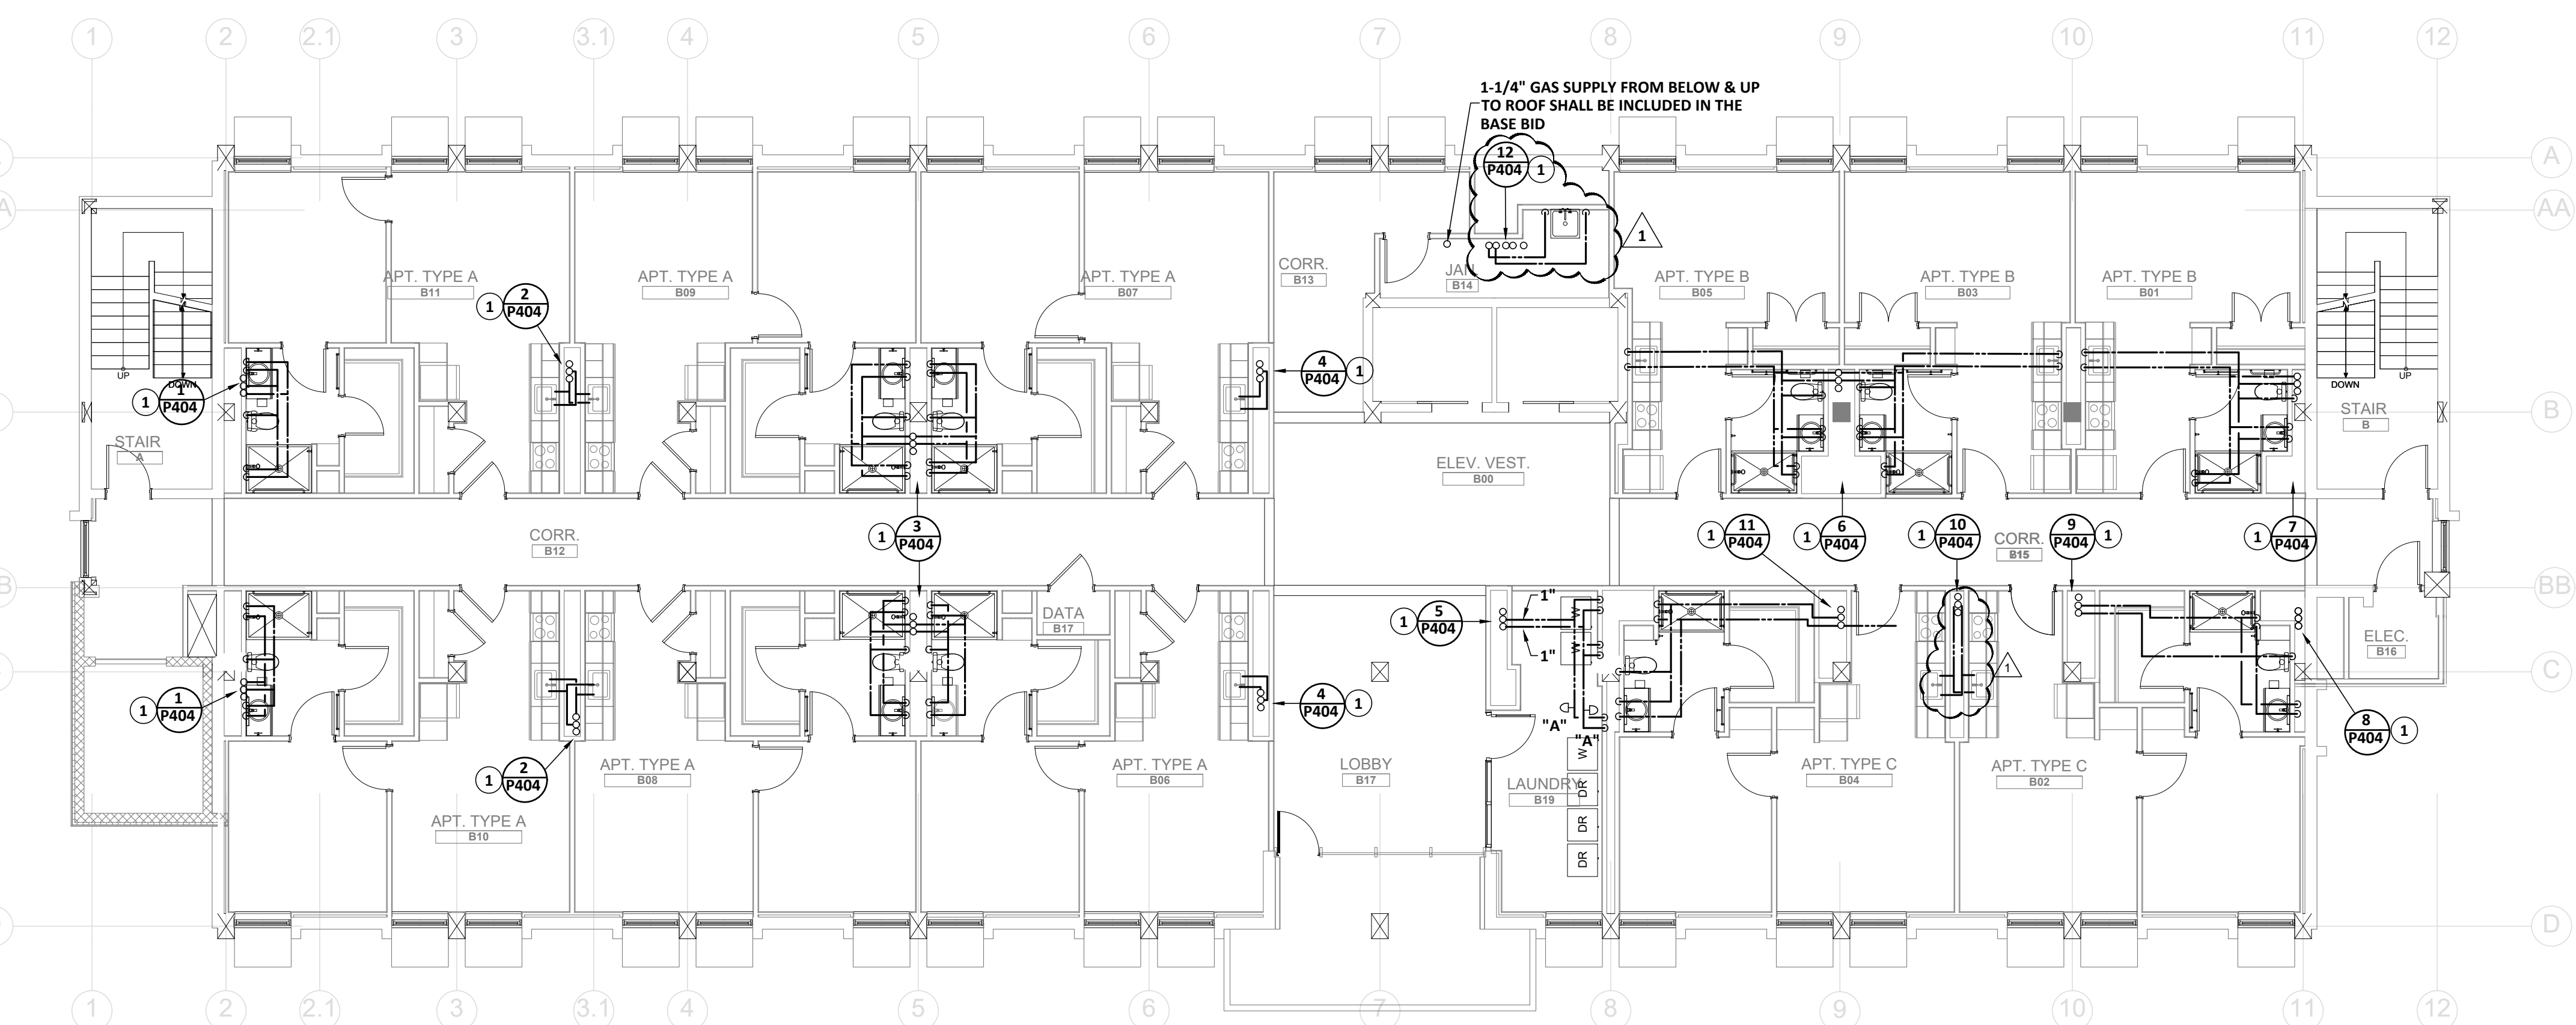 1 2 2.1 3 3.1 4 5 6 7 8 9 10 11 12
1-1/4" GAS SUPPLY FROM BELOW & UP
TO ROOF SHALL BE INCLUDED IN THE
BASE BID
12
P404
1
1
A
AA
B
BB
C
D
A
B
UP
DOWN
STAIR
A
1
1
P404
APT. TYPE A
B11
1
2
P404
APT. TYPE A
B09
APT. TYPE A
B07
CORR.
B13
JAN.
B14
4
P404
1
ELEV. VEST.
B00
APT. TYPE B
B05
APT. TYPE B
B03
APT. TYPE B
B01
UP
DOWN
STAIR
B
CORR.
B12
1
3
P404
1
11
P404
1
6
P404
1
10
P404
CORR.
B15
9
P404
1
1
7
P404
DATA
B17
1
5
P404
1"
1"
W
W
1
ELEC.
B16
1
1
P404
4
P404
1
"A"
"A"
8
P404
1
1
2
P404
APT. TYPE A
B08
APT. TYPE A
B06
LOBBY
B17
LAUNDRY
B19
W
DR
DR
DR
APT. TYPE C
B04
APT. TYPE C
B02
APT. TYPE A
B10
1 2 2.1 3 3.1 4 5 6 7 8 9 10 11 12